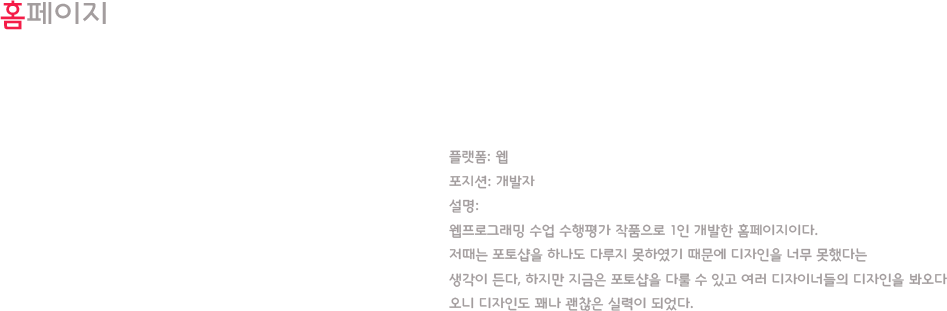 홈페이지
플랫폼: 웹
포지션: 개발자
설명:
웹프로그래밍 수업 수행평가 작품으로 1인 개발한 홈페이지이다.
저때는 포토샵을 하나도 다루지 못하였기 때문에 디자인을 너무 못했다는
생각이 든다, 하지만 지금은 포토샵을 다룰 수 있고 여러 디자이너들의 디자인을 봐오다
오니 디자인도 꽤나 괜찮은 실력이 되었다.